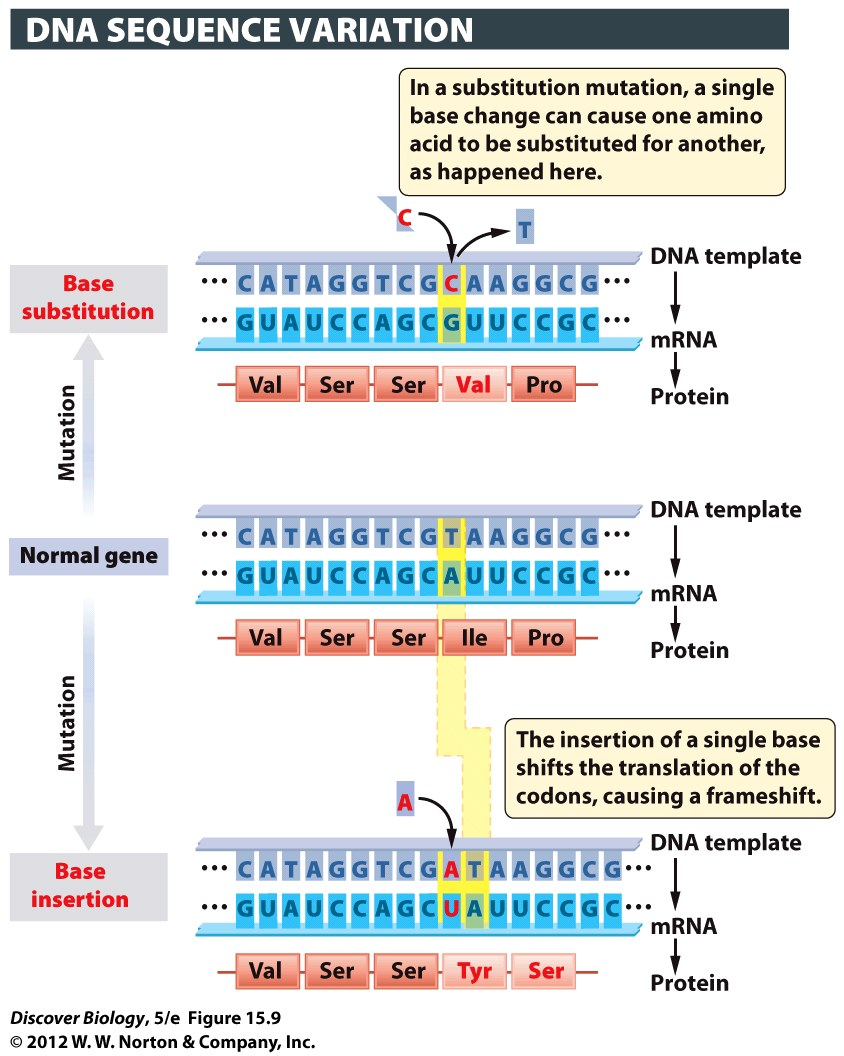 DNA SEQUENCE VARIATION
In a substitution mutation, a single
base change can cause one amino
acid to be substituted for another,
as happened here.
C
T
DNA template
Base
substitution
··· C A T A G G T C G C A A G G C G ···
··· G U A U C C A G C G U U C C G C ···
mRNA
Val Ser Ser Val Pro
Protein
Mutation
DNA template
Normal gene
··· C A T A G G T C G T A A G G C G ···
··· G U A U C C A G C A U U C C G C ···
mRNA
Val Ser Ser Ile Pro
Protein
Mutation
The insertion of a single base
shifts the translation of the
codons, causing a frameshift.
A
DNA template
Base
insertion
··· C A T A G G T C G A T A A G G C G ···
··· G U A U C C A G C U A U U C C G C ···
mRNA
Val Ser Ser Tyr Ser
Protein
Discover Biology, 5/e Figure 15.9
© 2012 W. W. Norton & Company, Inc.